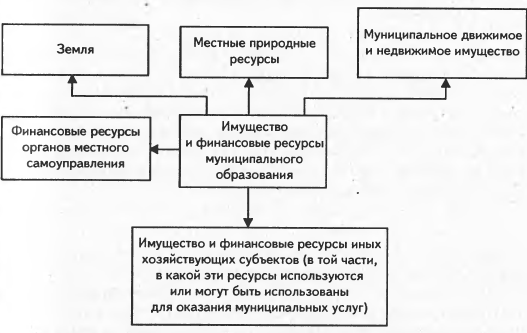 Земля
Местные природные
ресурсы
Муниципальное движимое
и недвижимое имущество
Финансовые ресурсы
органов местного
самоуправления
Имущество
и финансовые ресурсы
муниципального
образования
Имущество и финансовые ресурсы иных
хозяйствующих субъектов (в той части,
в какой эти ресурсы используются
или могут быть использованы
для оказания муниципальных услуг)